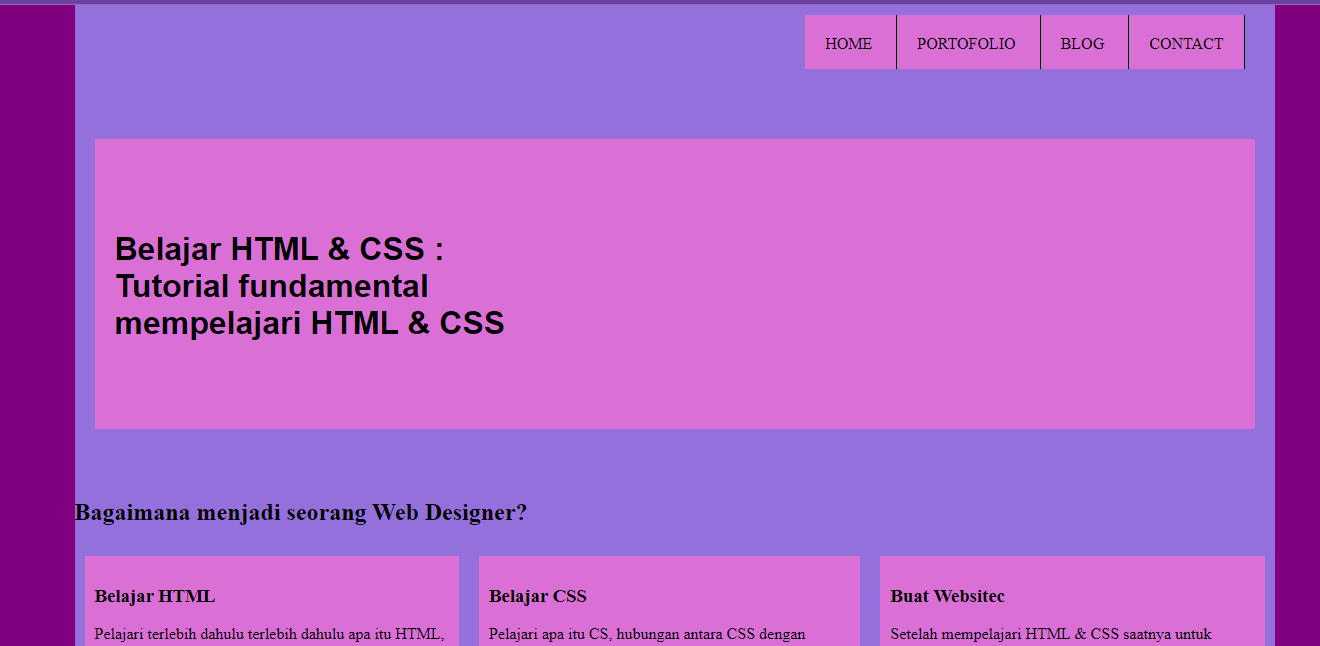 HOME PORTOFOLIO BLOG CONTACT
Belajar HTML & CSS :
Tutorial fundamental
mempelajari HTML & CSS
Bagaimana menjadi seorang Web Designer?
Belajar HTML
Pelajari terlebih dahulu terlebih dahulu apa itu HTML,
Belajar CSS
Pelajari apa itu CS, hubungan antara CSS dengan
Buat Websitec
Setelah mempelajari HTML & CSS saatnya untuk